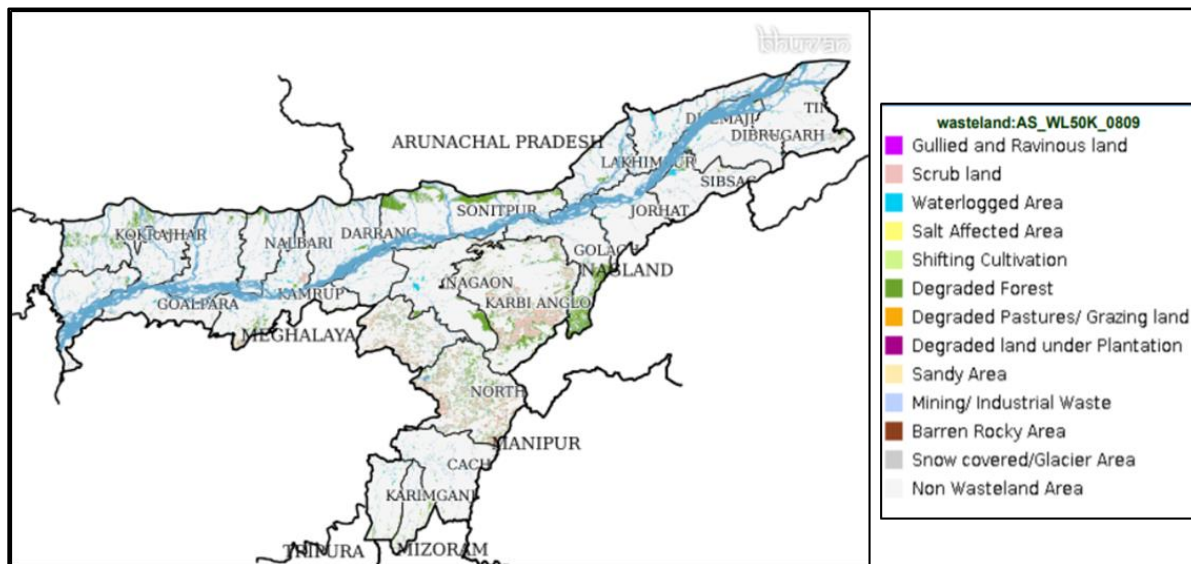 bhuvan
ARUNACHAL PRADESH
TIN
DHEMAJI
DIBRUGARH
LAKHIMPUR
SIBSAG
SONITPUR
JORHAT
KOKRAJHAR
NALBARI
DARRANG
GOLAGH
NAGLAND
NAGAON
GOALPARA
KAMRUP
KARBI ANGLO
MEGHALAYA
NORTH
MANIPUR
CACH
KARIMGANJ
TRIPURA
MIZORAM
wasteland:AS_WL50K_0809
Gullied and Ravinous land
Scrub land
Waterlogged Area
Salt Affected Area
Shifting Cultivation
Degraded Forest
Degraded Pastures/ Grazing land
Degraded land under Plantation
Sandy Area
Mining/ Industrial Waste
Barren Rocky Area
Snow covered/Glacier Area
Non Wasteland Area